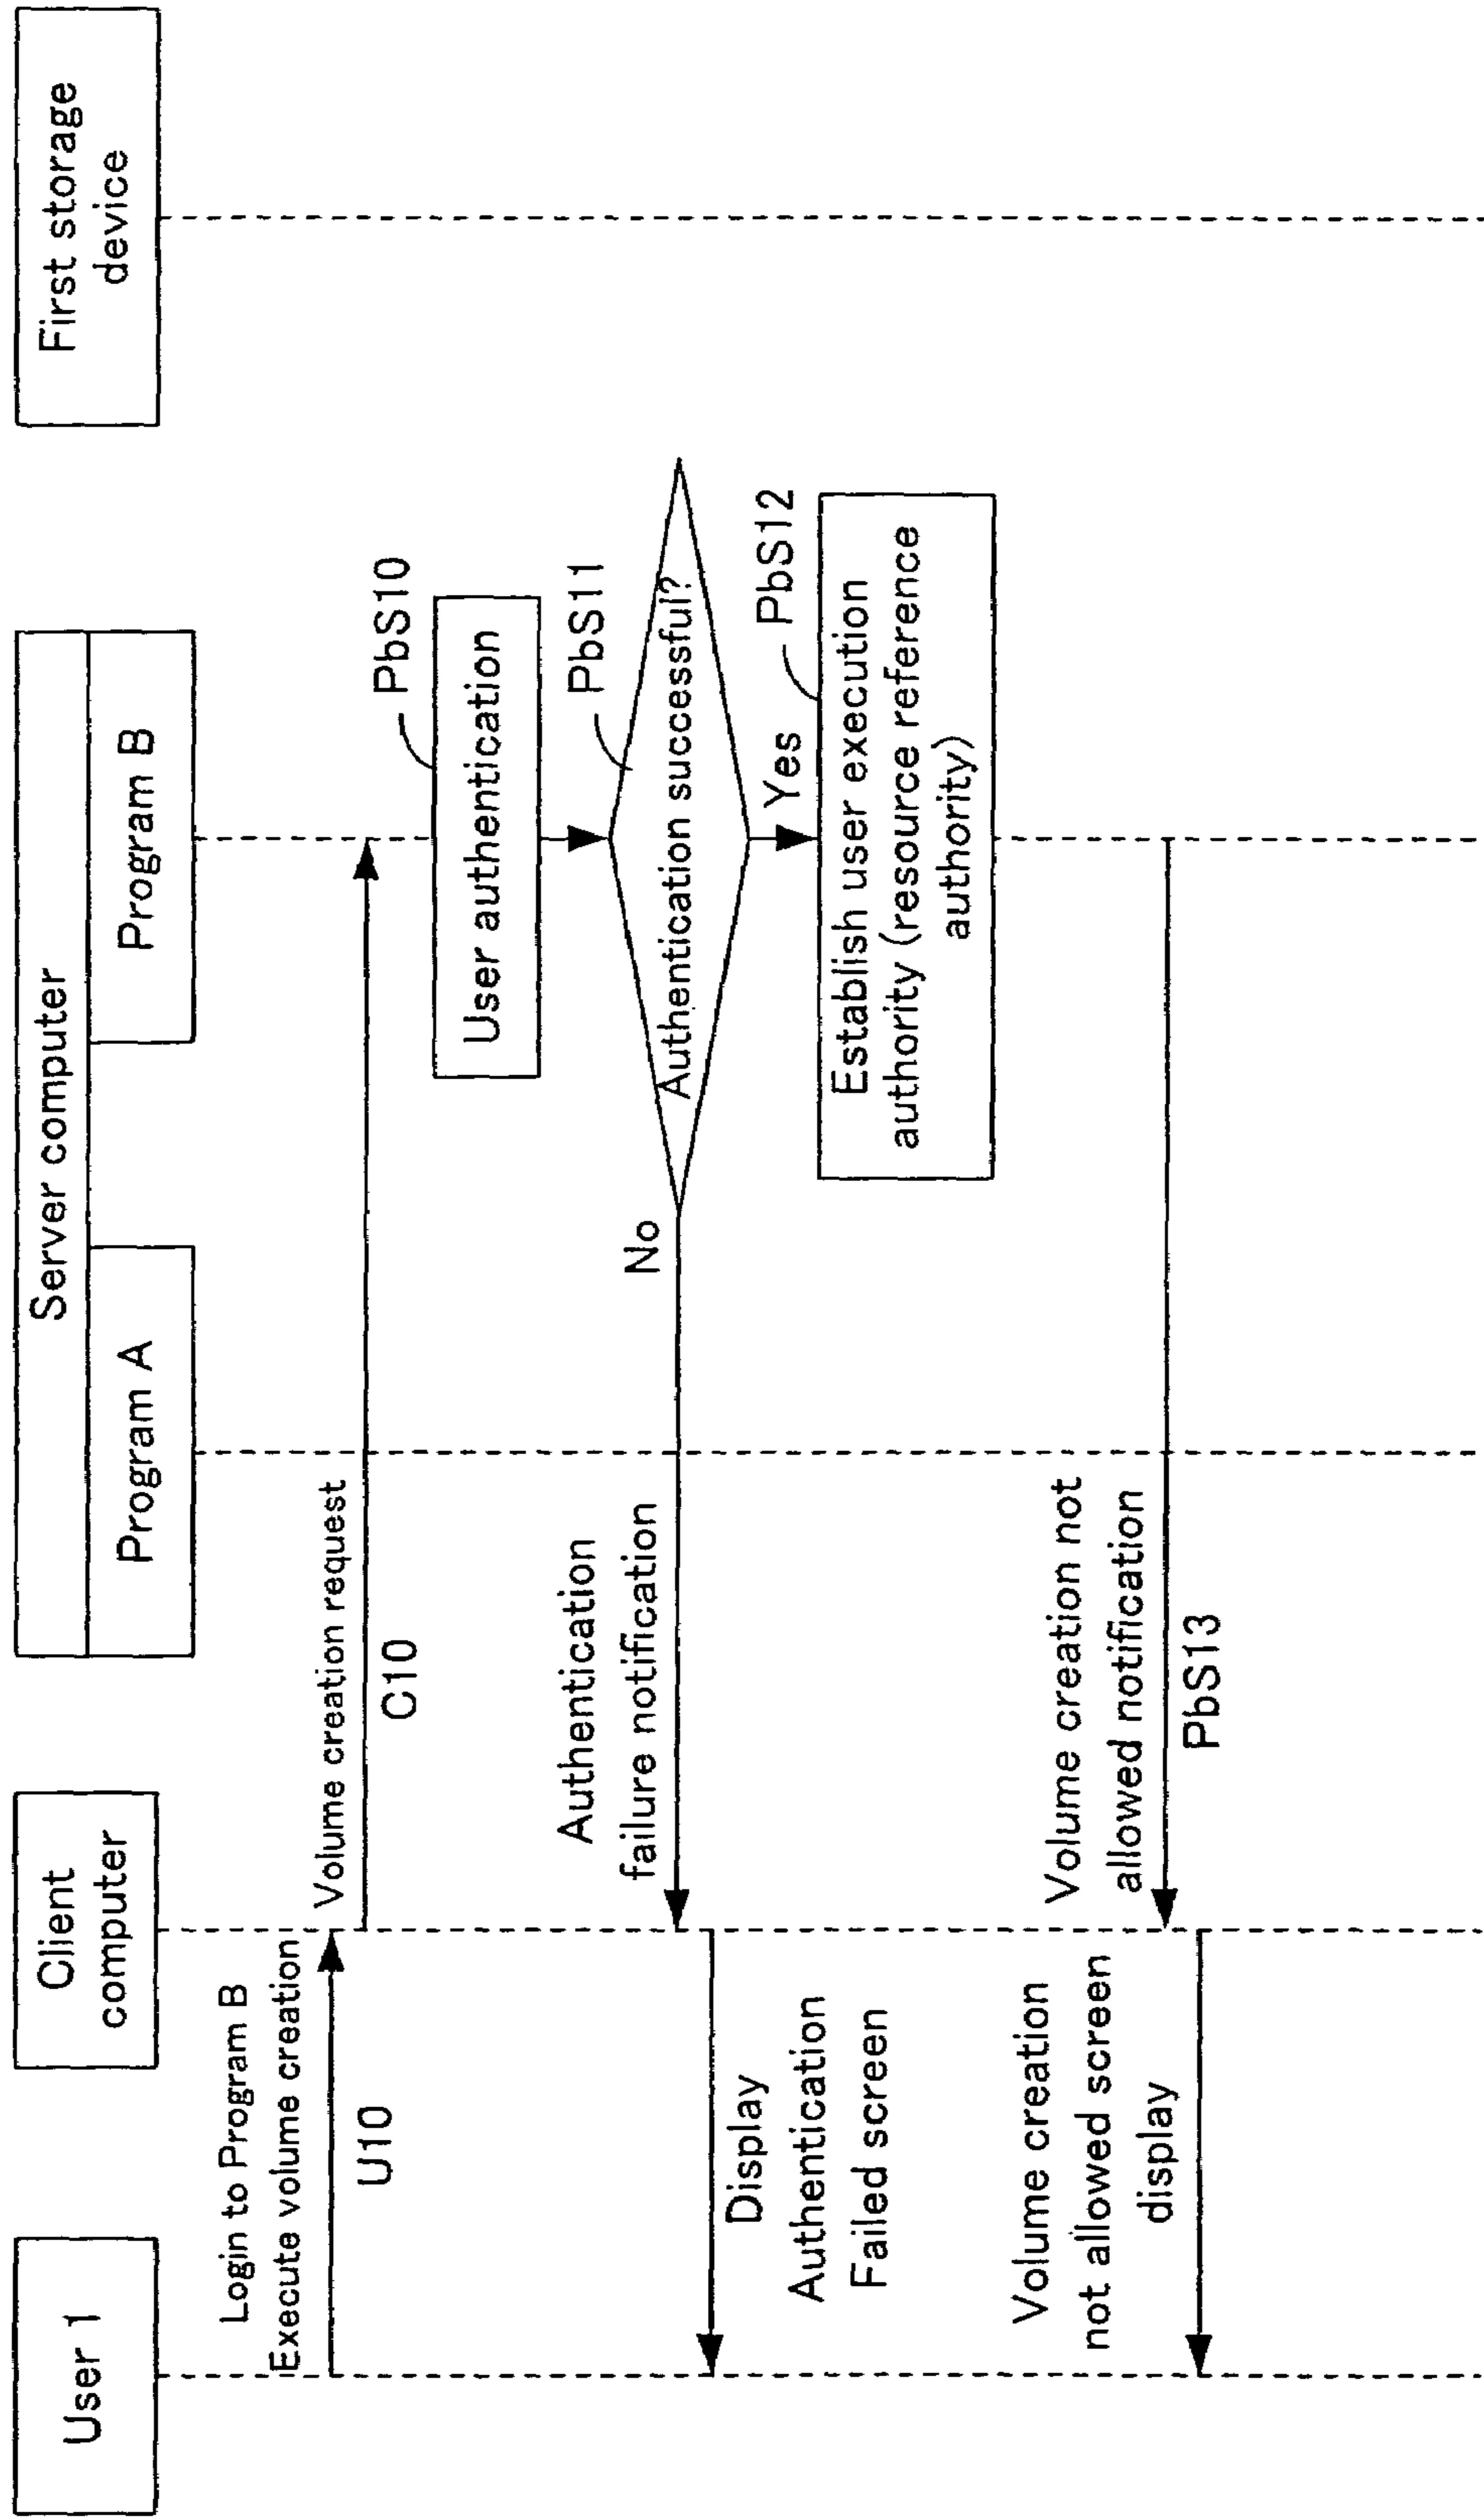 User 1
Client
computer
Server computer
Program A
Program B
First storage
device
Login to Program B
Execute volume creation
U10
Volume creation request
C10
PbS10
User authentication
PbS11
Authentication successful?
No
Yes
Authentication
failure notification
Display
Authentication
Failed screen
PbS12
Establish user execution
authority (resource reference
authority)
Volume creation not
allowed notification
PbS13
Volume creation
not allowed screen
display